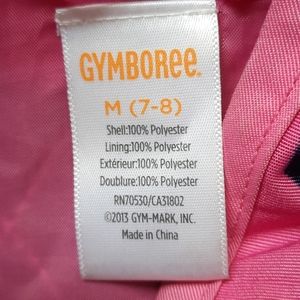 GYMBOREE.
M (7-8)
Shell:100% Polyester
Lining:100% Polyester
Extérieur:100% Polyester
Doublure:100% Polyester
RN70530/CA31802
©2013 GYM-MARK, INC.
Made in China